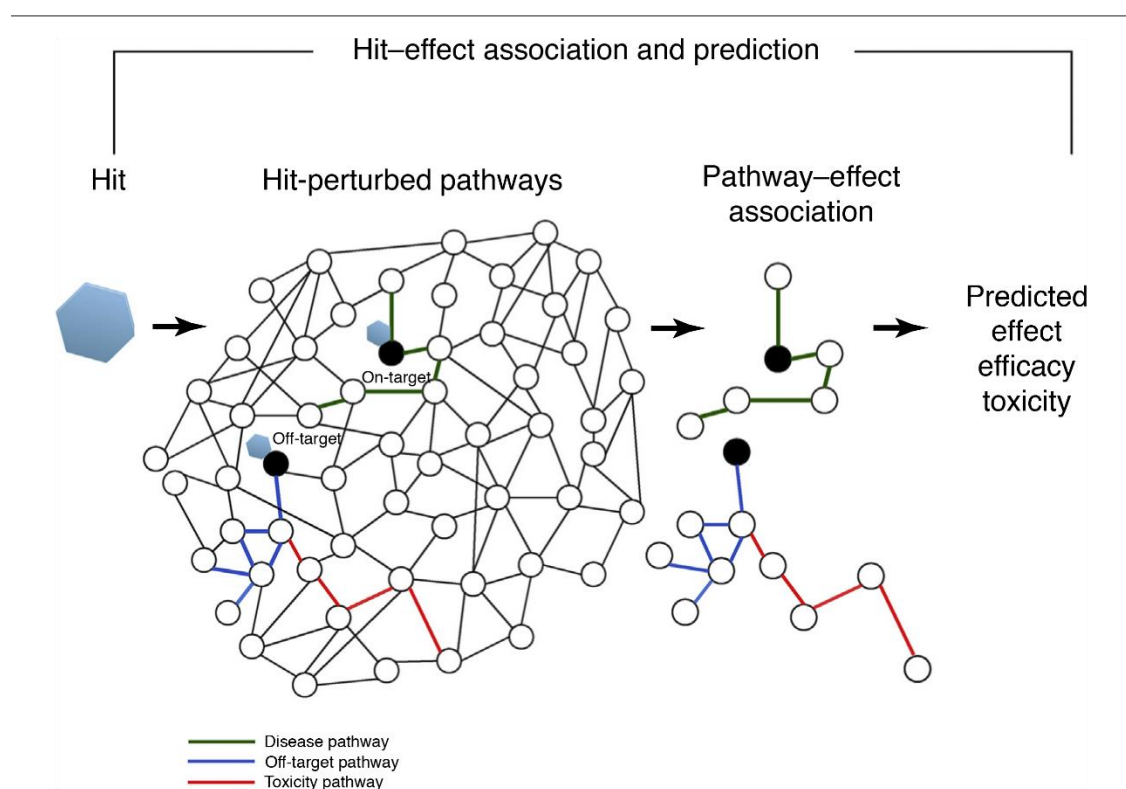 Hit–effect association and prediction
Hit
Hit-perturbed pathways
Pathway–effect
association
On-target
Off-target
Predicted
effect
efficacy
toxicity
Disease pathway
Off-target pathway
Toxicity pathway